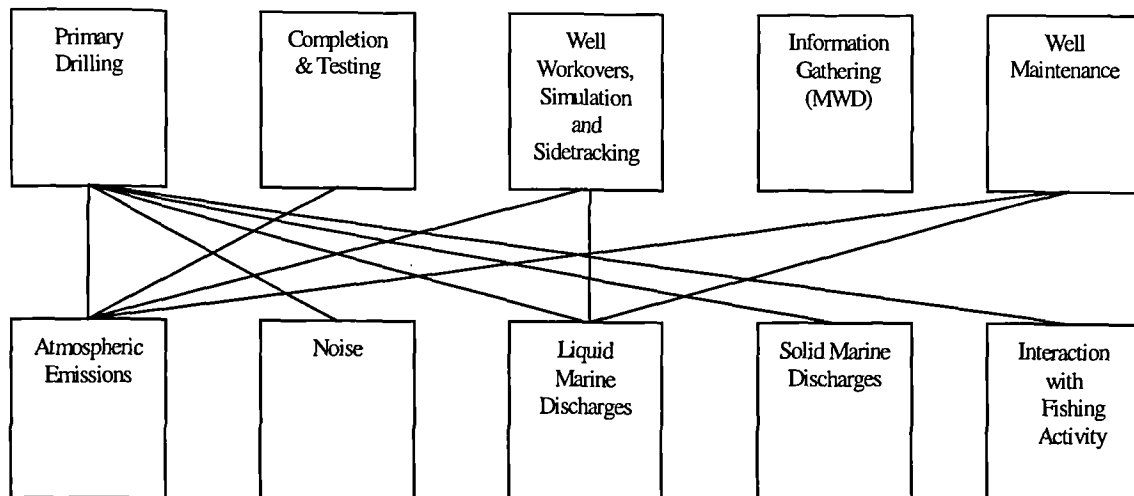 Primary
Drilling
Completion
& Testing
Well
Workovers,
Simulation
and
Sidetracking
Information
Gathering
(MWD)
Well
Maintenance
Atmospheric
Emissions
Noise
Liquid
Marine
Discharges
Solid Marine
Discharges
Interaction
with
Fishing
Activity